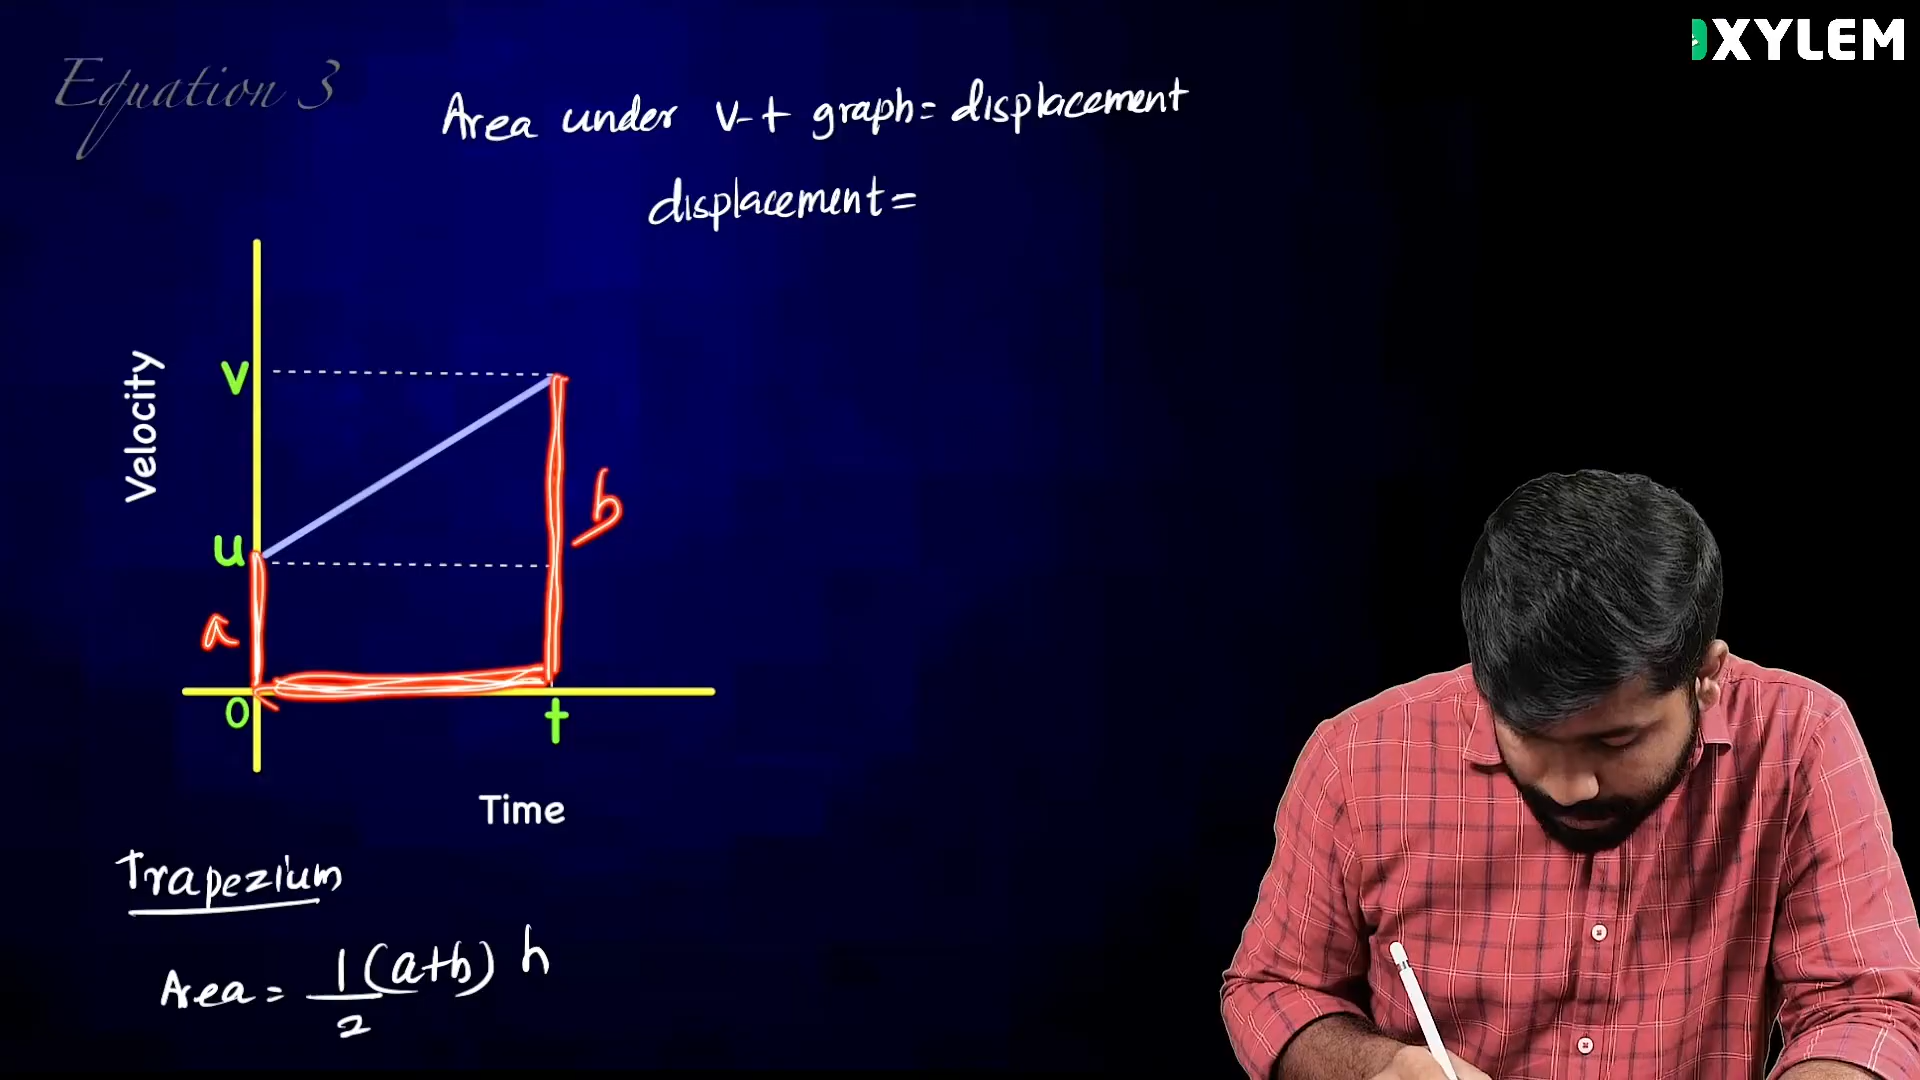 XYLEM
Equation 3
Area under v-t graph = displacement
displacement =
Velocity
v
u
a
b
0
t
Time
Trapezium
Area = 1/2 (a+b) h